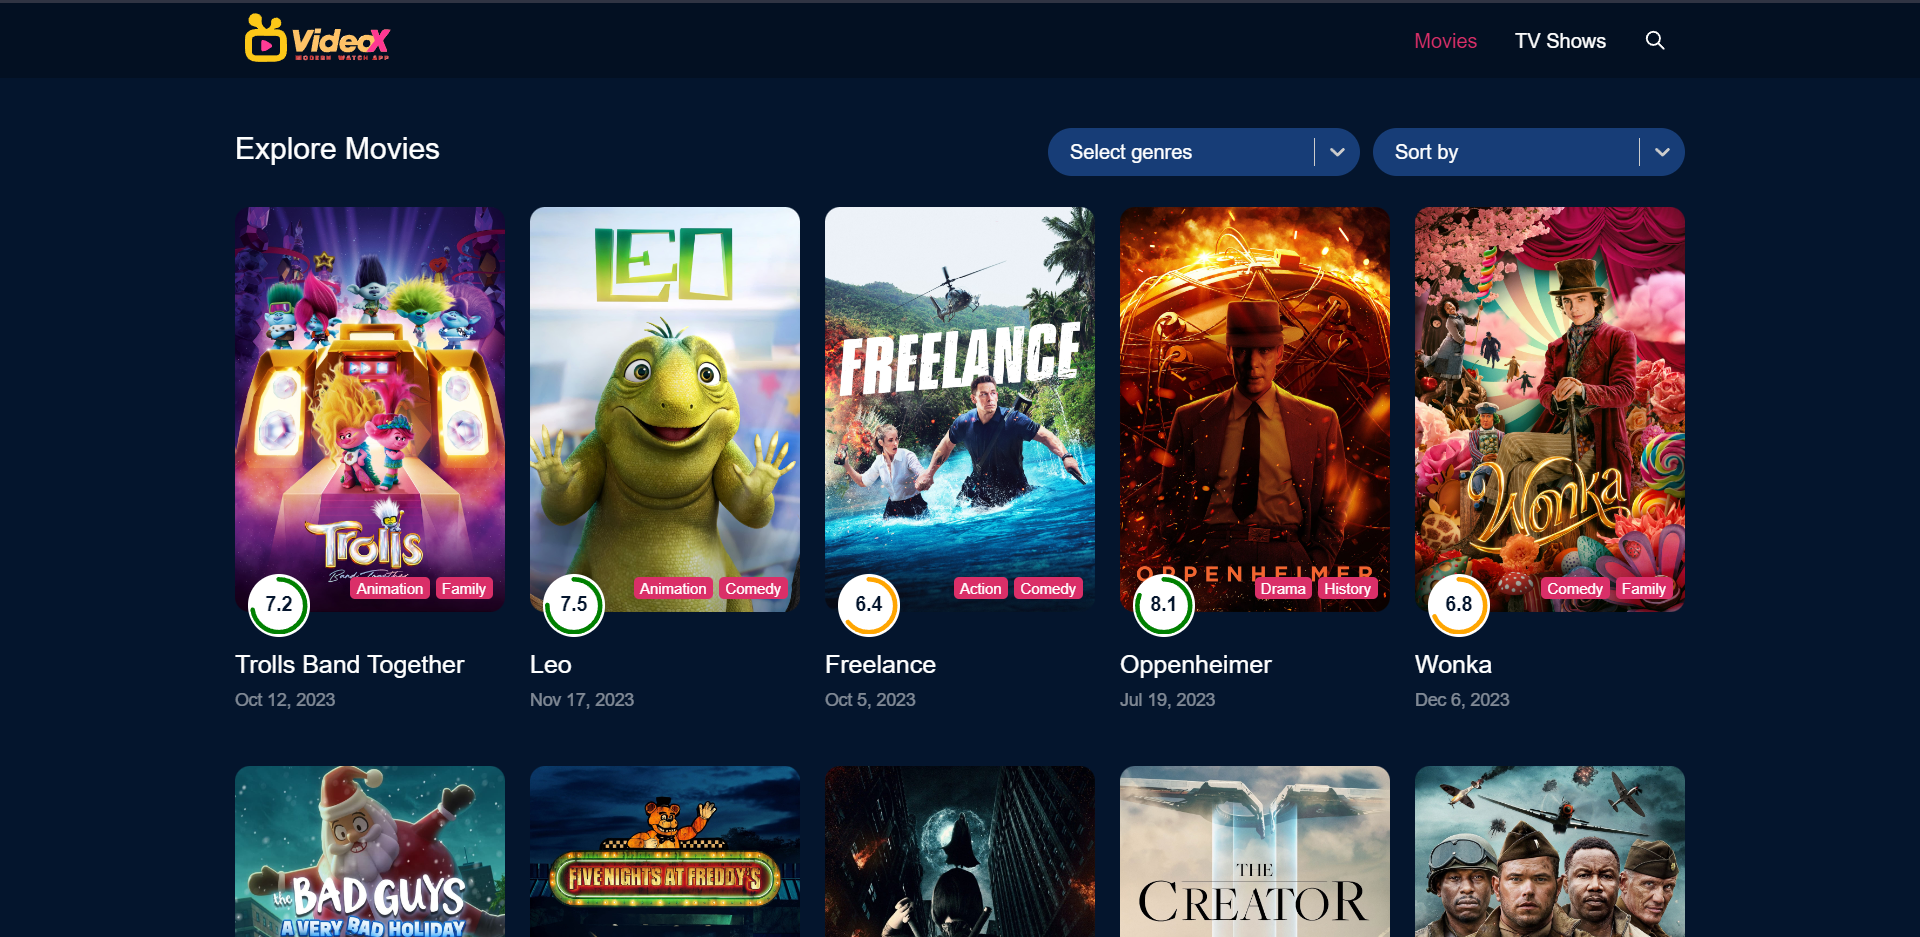 VideoX
MODERN WATCH APP
Movies
TV Shows
Explore Movies
Select genres
Sort by
Trolls
Band Together
Animation
Family
7.2
Trolls Band Together
Oct 12, 2023
LEO
Animation
Comedy
7.5
Leo
Nov 17, 2023
FREELANCE
Action
Comedy
6.4
Freelance
Oct 5, 2023
OPPENHEIMER
Drama
History
8.1
Oppenheimer
Jul 19, 2023
Wonka
Comedy
Family
6.8
Wonka
Dec 6, 2023
the BAD GUYS
A VERY BAD HOLIDAY
FIVE NIGHTS AT FREDDY'S
THE
CREATOR